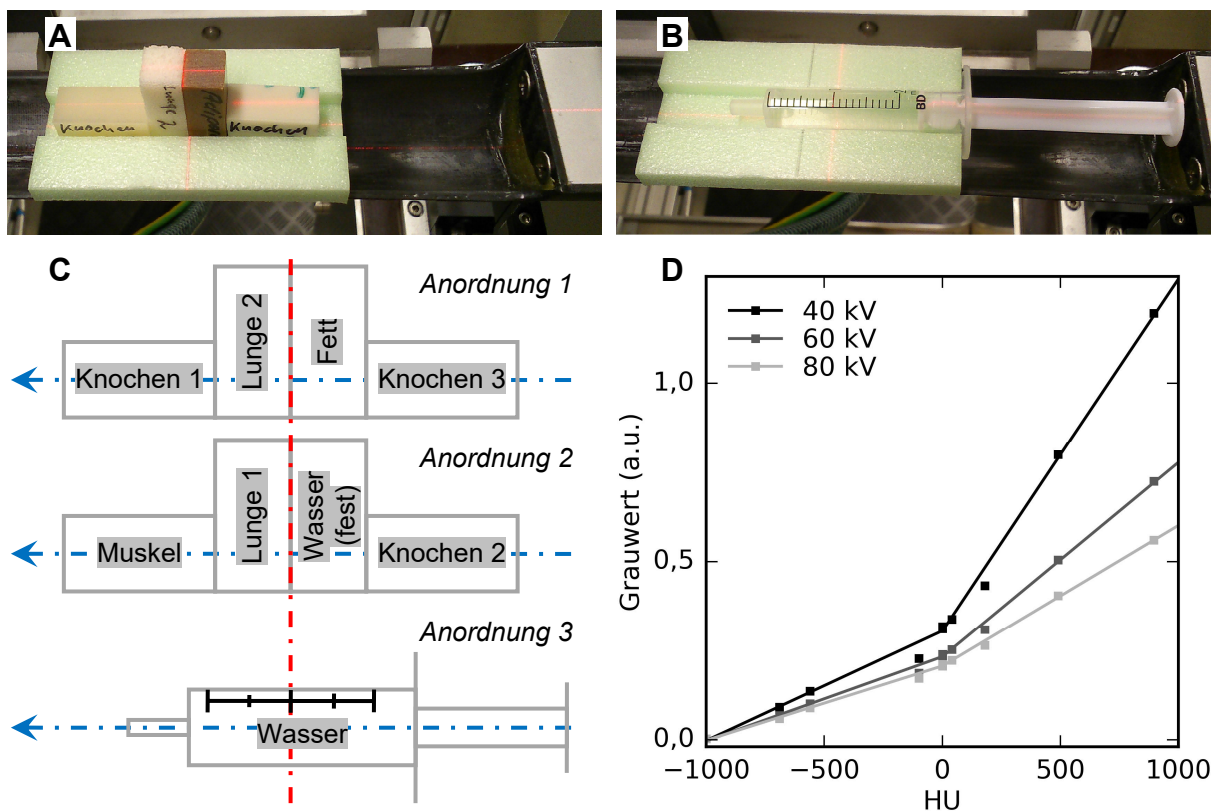 A
Knochen
Lunge 2
Knochen
B
BD
C
Anordnung 1
Lunge 2
Fett
Knochen 1
Knochen 3
Anordnung 2
Lunge 1
Wasser
(fest)
Muskel
Knochen 2
Anordnung 3
Wasser
D
40 kV
60 kV
80 kV
Grauwert (a.u.)
1,0
0,5
0,0
−1000
−500
0
500
1000
HU